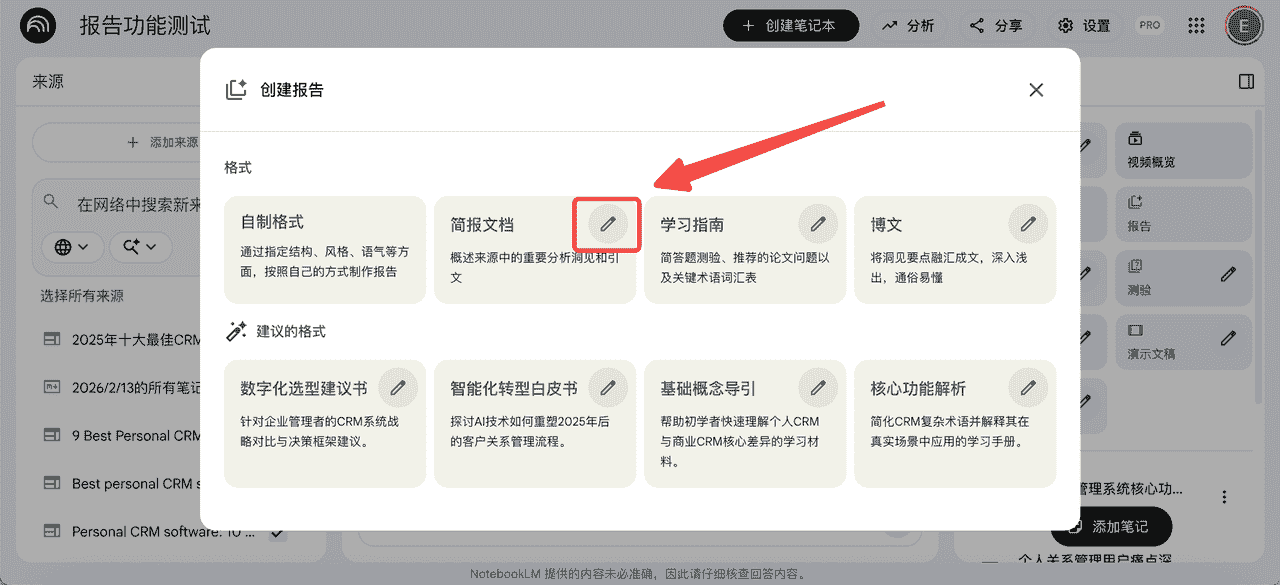 报告功能测试
创建笔记本
分析
分享
设置
PRO
E
来源
添加来源
在网络中搜索新来
选择所有来源
2025年十大最佳CRM
2026/2/13的所有笔记
9 Best Personal CRM
Best personal CRM s
Personal CRM software: 10 ...
创建报告
格式
自制格式
通过指定结构、风格、语气等方
面，按照自己的方式制作报告
简报文档
概述来源中的重要分析洞见和引
文
学习指南
简答题测验、推荐的论文问题以
及关键术语词汇表
博文
将洞见要点融汇成文，深入浅
出，通俗易懂
建议的格式
数字化选型建议书
针对企业管理者的CRM系统战
略对比与决策框架建议。
智能化转型白皮书
探讨AI技术如何重塑2025年后
的客户关系管理流程。
基础概念导引
帮助初学者快速理解个人CRM
与商业CRM核心差异的学习材
料。
核心功能解析
简化CRM复杂术语并解释其在
真实场景中应用的学习手册。
视频概览
报告
测验
演示文稿
管理系统核心功...
添加笔记
个人关系管理用户痛点深
NotebookLM 提供的内容未必准确，因此请仔细核查回答内容。